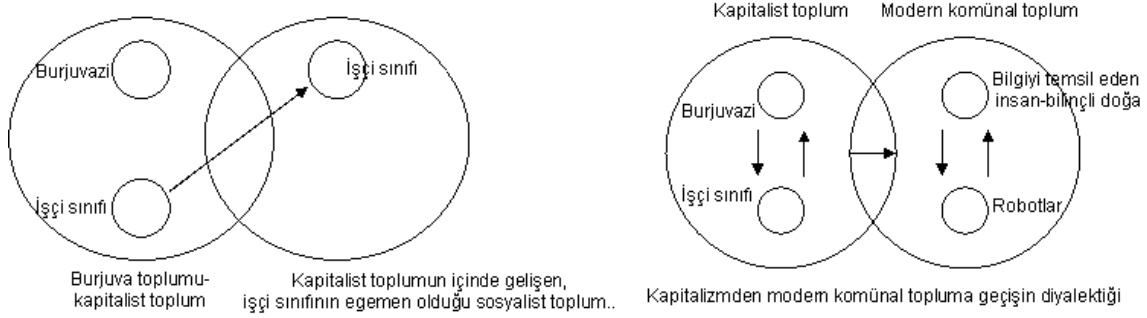 Burjuvazi
İşçi sınıfı
İşçi sınıfı
Burjuva toplumu-
kapitalist toplum
Kapitalist toplumun içinde gelişen,
işçi sınıfının egemen olduğu sosyalist toplum..
Kapitalist toplum
Modern komünal toplum
Burjuvazi
Bilgiyi temsil eden
insan-bilinçli doğa
İşçi sınıfı
Robotlar
Kapitalizmden modern komünal topluma geçişin diyalektiği